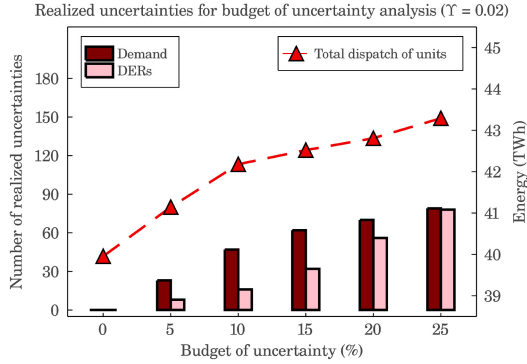 Realized uncertainties for budget of uncertainty analysis (ϒ = 0.02)
Demand
DERs
Total dispatch of units
Number of realized uncertainties
180
150
120
90
60
30
0
45
44
43
42
41
40
39
Energy (TWh)
0 5 10 15 20 25
Budget of uncertainty (%)